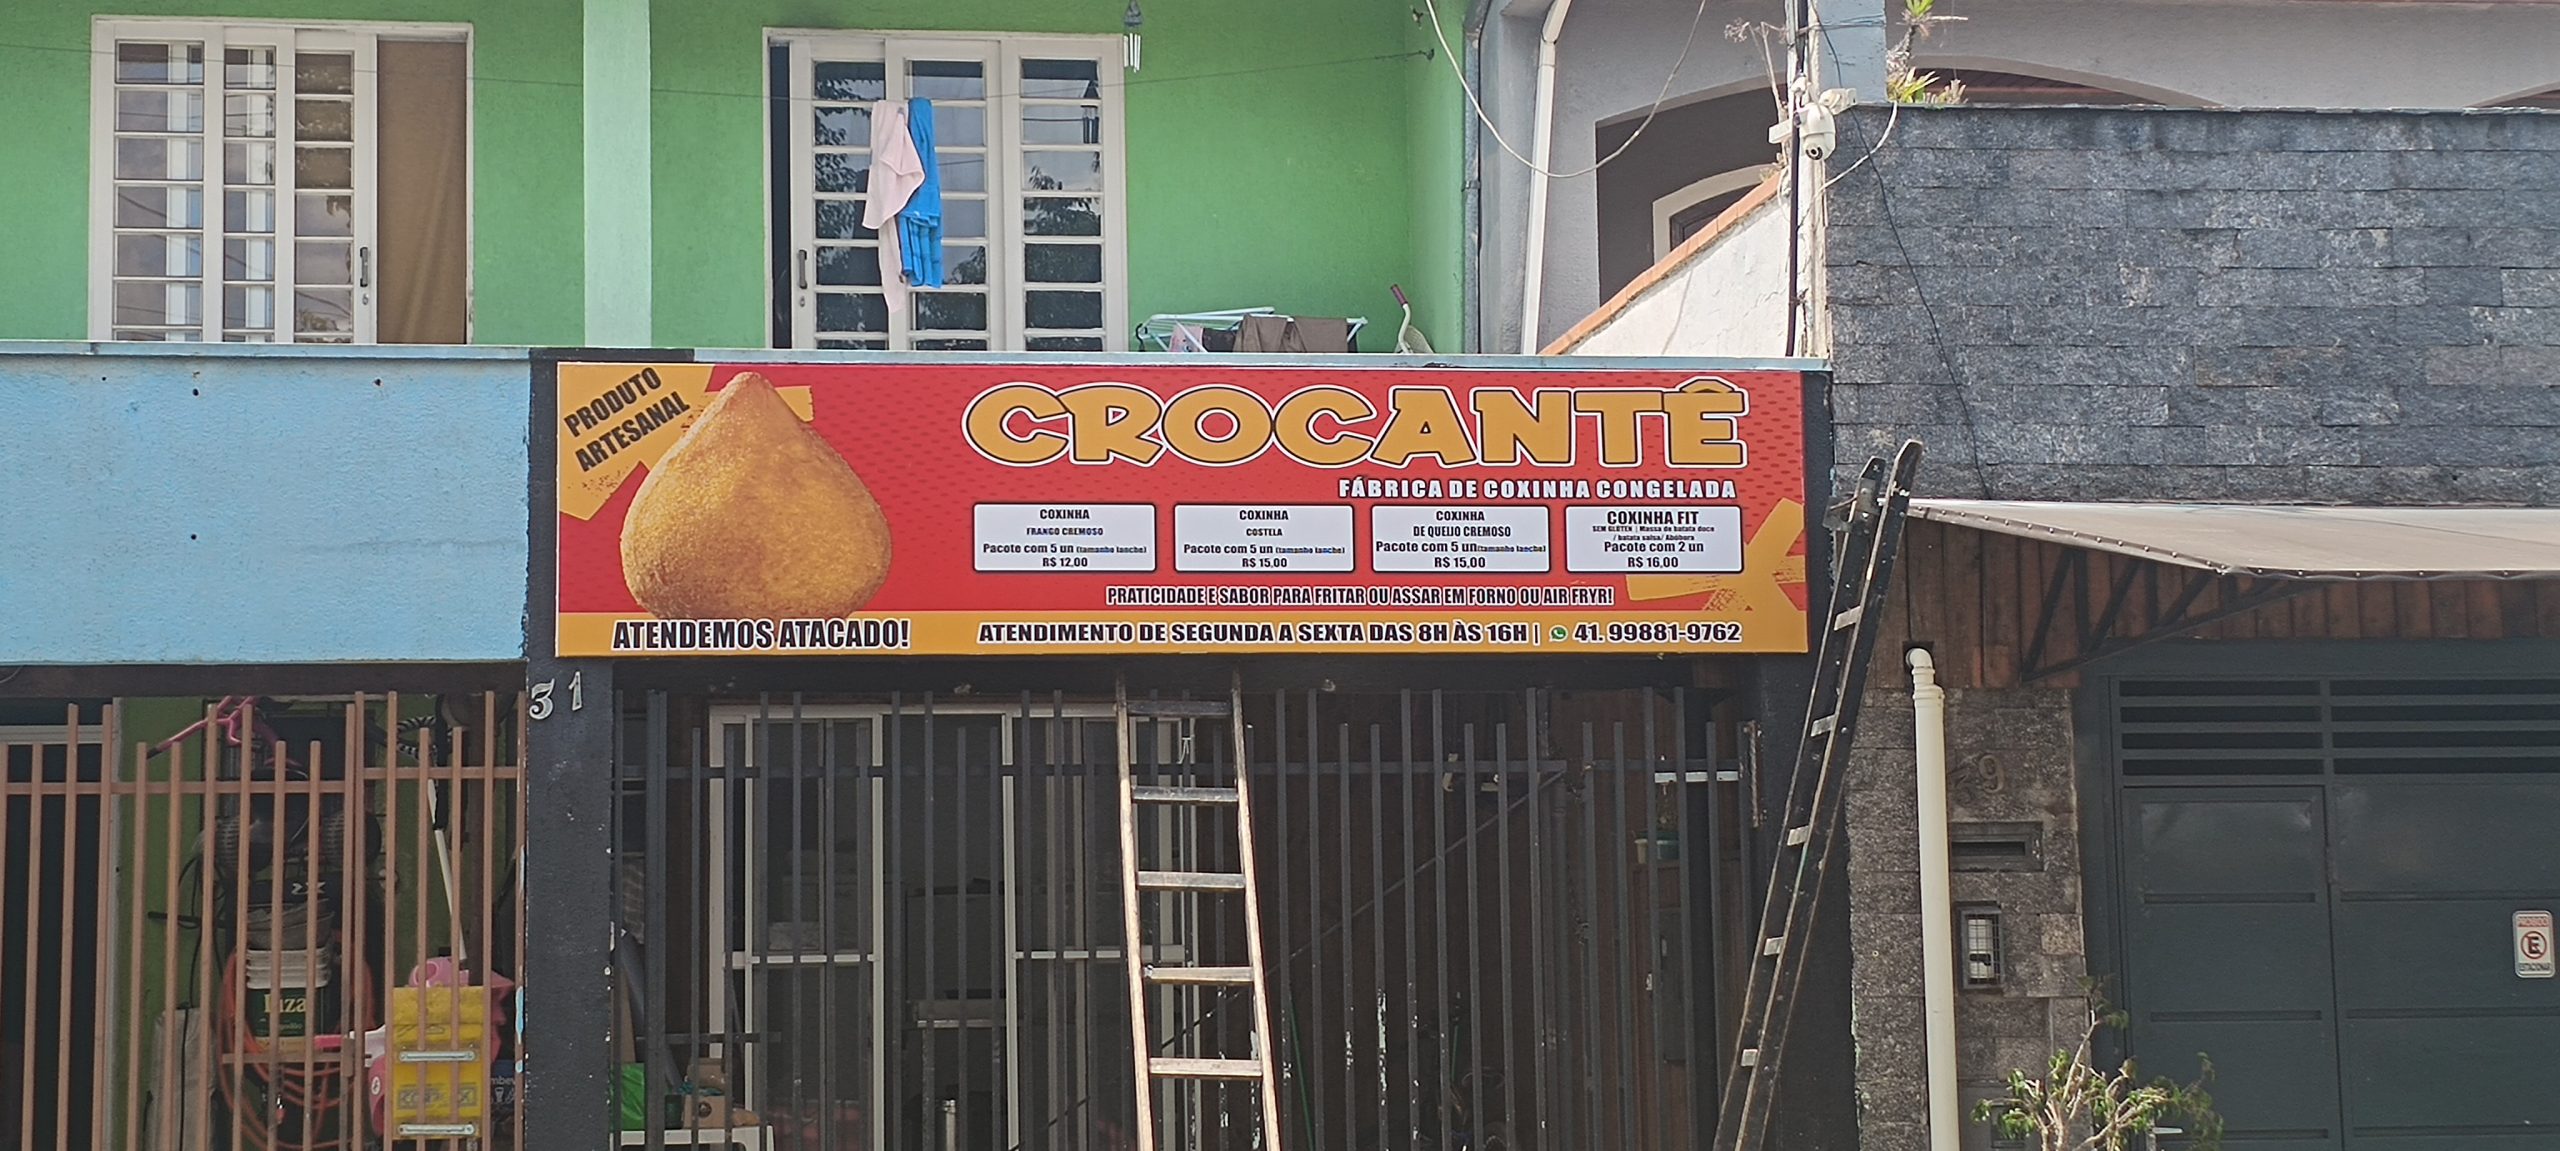 PRODUTO
ARTESANAL
CROCANTÊ
FÁBRICA DE COXINHA CONGELADA
COXINHA
FRANGO CREMOSO
Pacote com 5 un (tamanho lanche)
R$ 12,00
COXINHA
COSTELA
Pacote com 5 un (tamanho lanche)
R$ 15,00
COXINHA
DE QUEIJO CREMOSO
Pacote com 5 un(tamanho lanche)
R$ 15,00
COXINHA FIT
SEM GLÚTEN | Massa de batata doce
/ batata salsa/ Abóbora
Pacote com 2 un
R$ 16,00
PRATICIDADE E SABOR PARA FRITAR OU ASSAR EM FORNO OU AIR FRYR!
ATENDEMOS ATACADO!
ATENDIMENTO DE SEGUNDA A SEXTA DAS 8H ÀS 16H | 41. 99881-9762
31
39
E